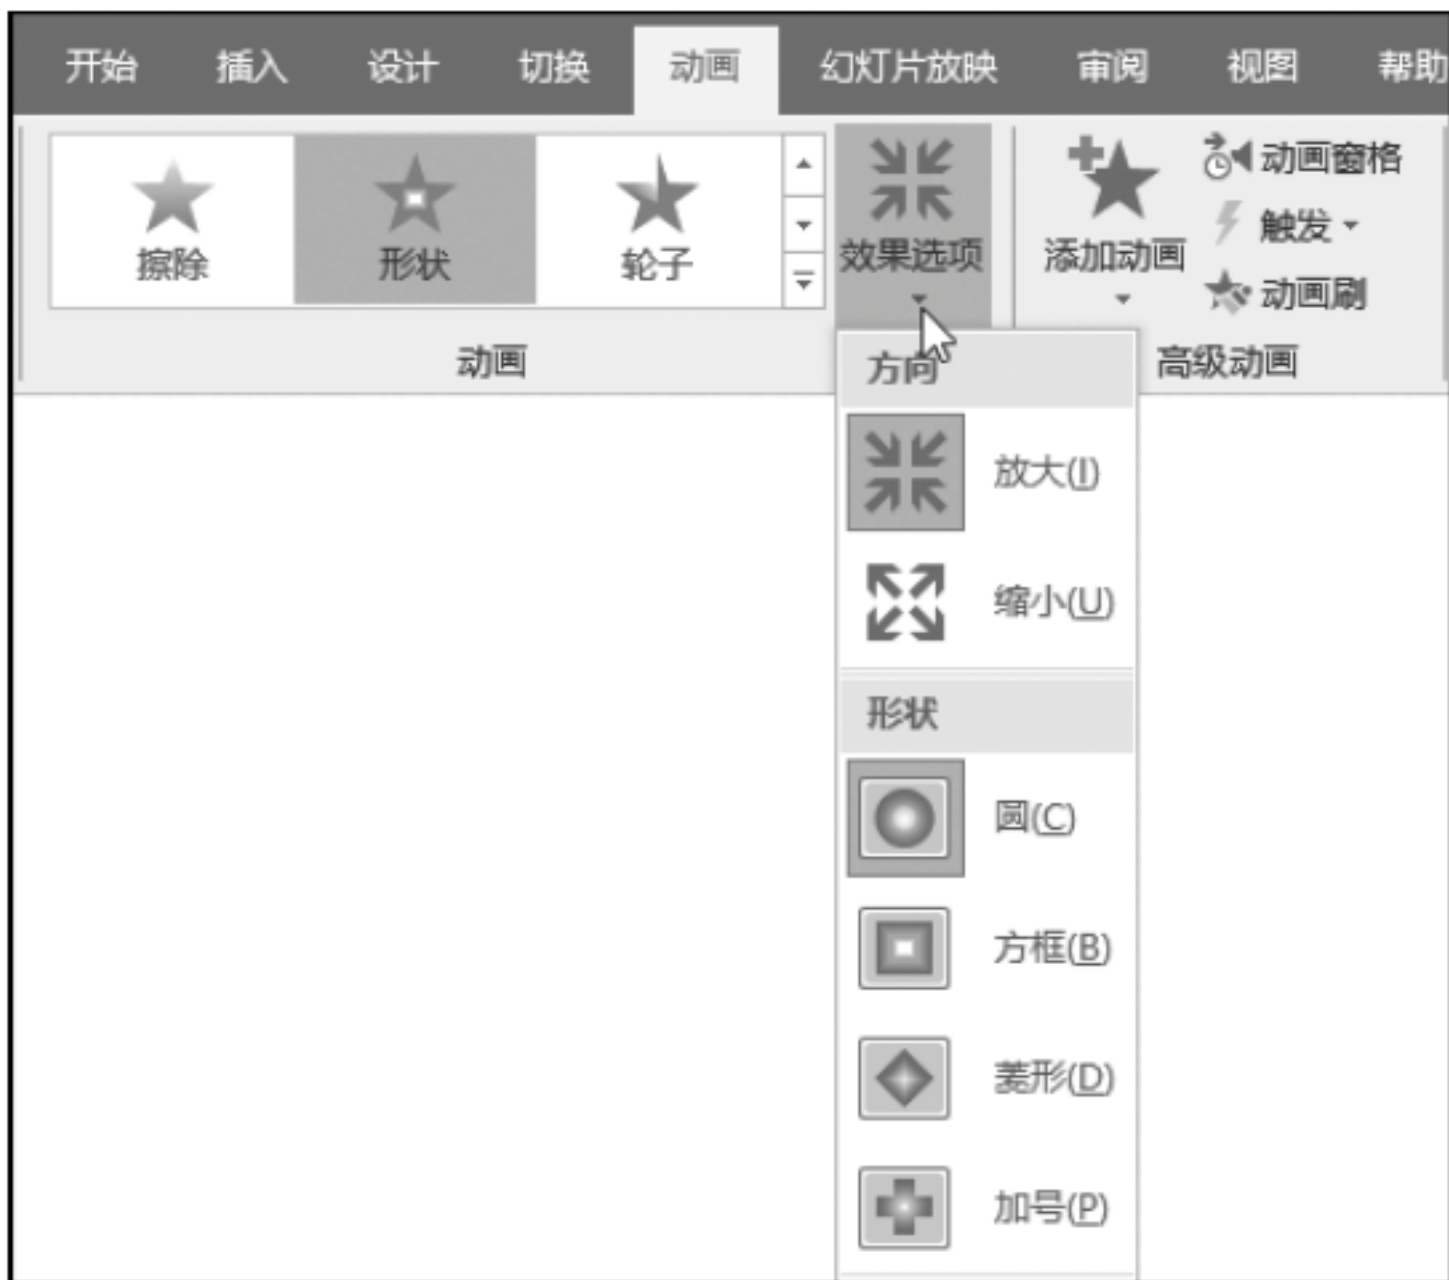 开始 插入 设计 切换 动画 幻灯片放映 审阅 视图 帮助
擦除 形状 轮子 效果选项 添加动画 动画窗格
触发
动画刷
动画 高级动画
方向
放大(I)
缩小(U)
形状
圆(C)
方框(B)
菱形(D)
加号(P)